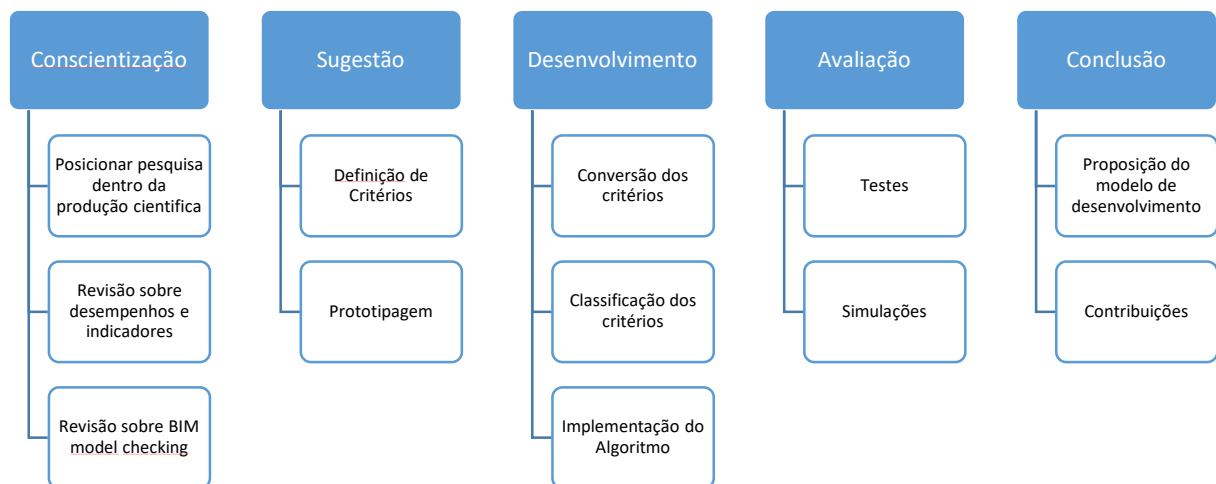 Conscientização
Posicionar pesquisa
dentro da
produção cientifica
Revisão sobre
desempenhos e
indicadores
Revisão sobre BIM
model checking
Sugestão
Definição de
Critérios
Prototipagem
Desenvolvimento
Conversão dos
critérios
Classificação dos
critérios
Implementação do
Algoritmo
Avaliação
Testes
Simulações
Conclusão
Proposição do
modelo de
desenvolvimento
Contribuições